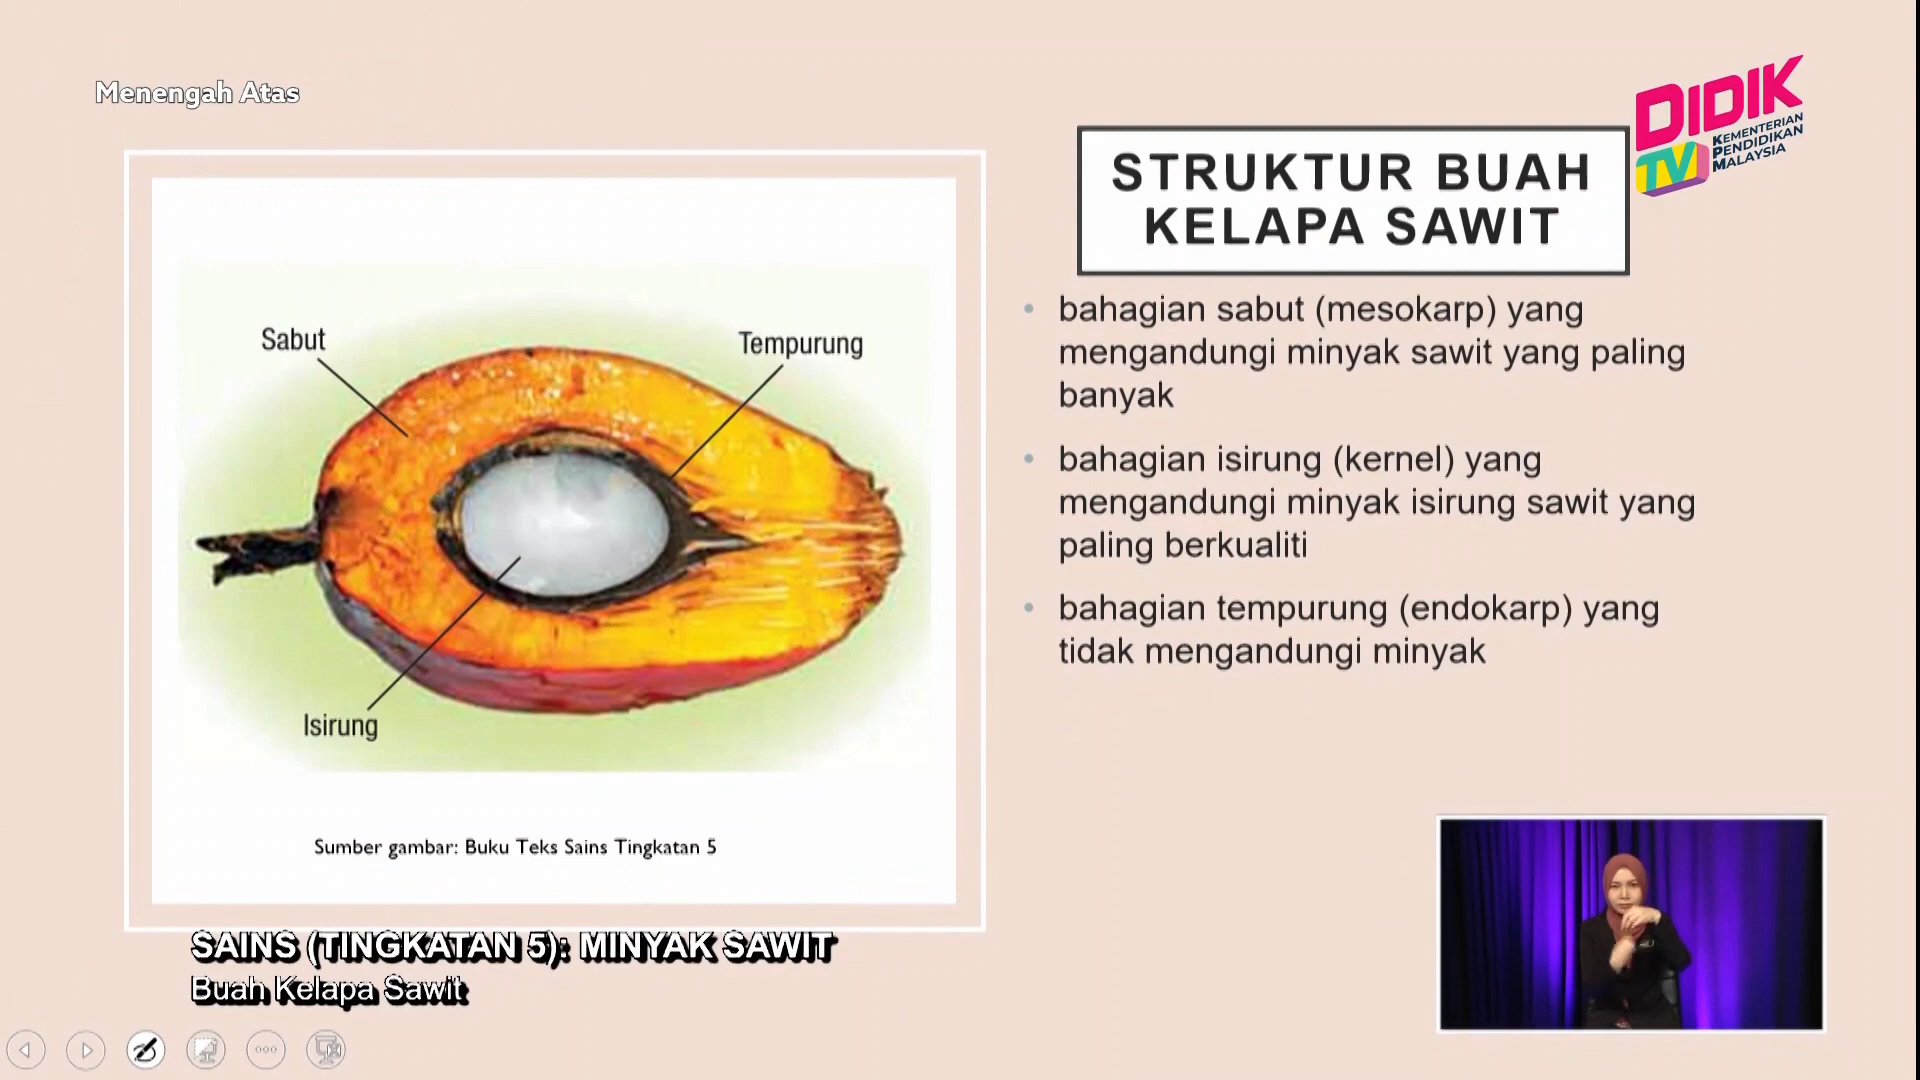 Menengah Atas
DIDIK
TV
KEMENTERIAN
PENDIDIKAN
MALAYSIA
STRUKTUR BUAH
KELAPA SAWIT
Sabut
Tempurung
Isirung
Sumber gambar: Buku Teks Sains Tingkatan 5
• bahagian sabut (mesokarp) yang
mengandungi minyak sawit yang paling
banyak
• bahagian isirung (kernel) yang
mengandungi minyak isirung sawit yang
paling berkualiti
• bahagian tempurung (endokarp) yang
tidak mengandungi minyak
SAINS (TINGKATAN 5): MINYAK SAWIT
Buah Kelapa Sawit